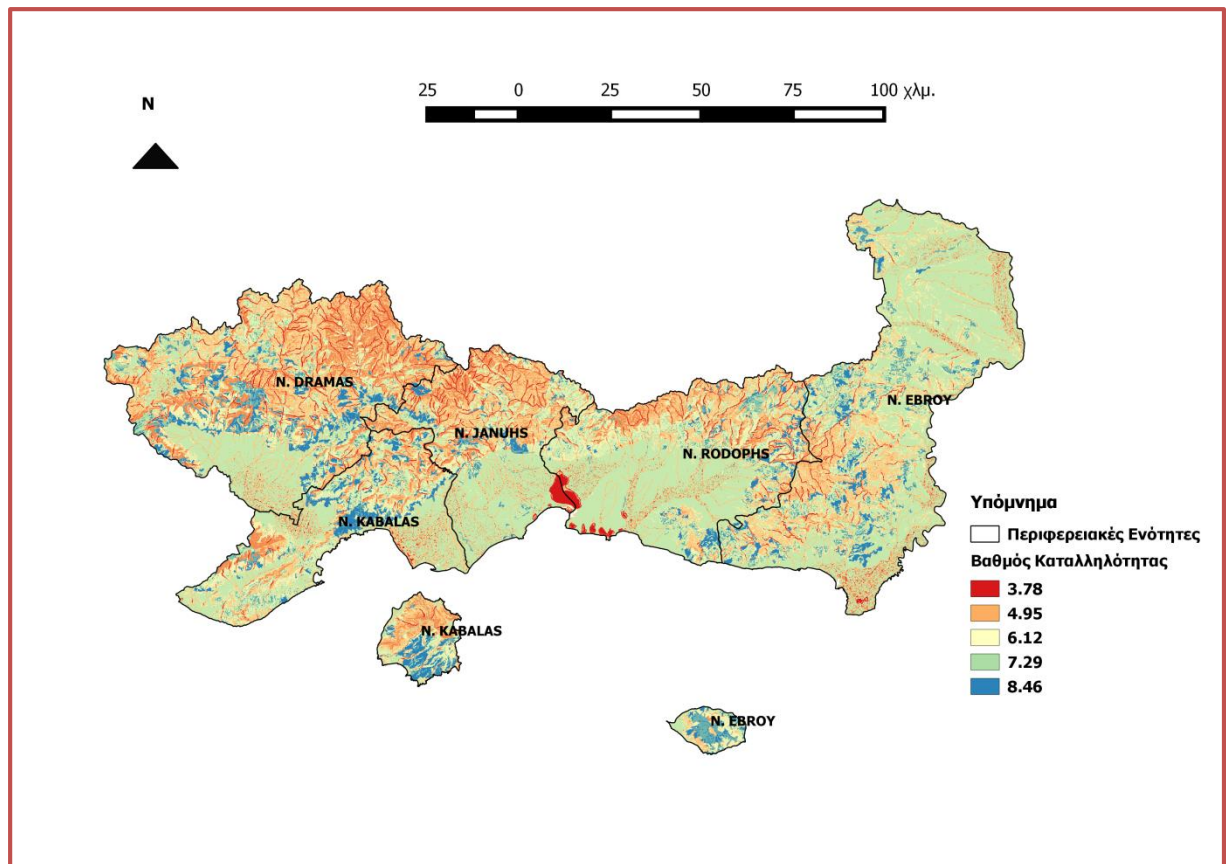 25 0 25 50 75 100 χλμ.
N
N. DRAMAS
N. EBROY
N. JANUHS
N. RODOPHS
N. KABALAS
N. KABALAS
N. EBROY
Υπόμνημα
Περιφερειακές Ενότητες
Βαθμός Καταλληλότητας
3.78
4.95
6.12
7.29
8.46